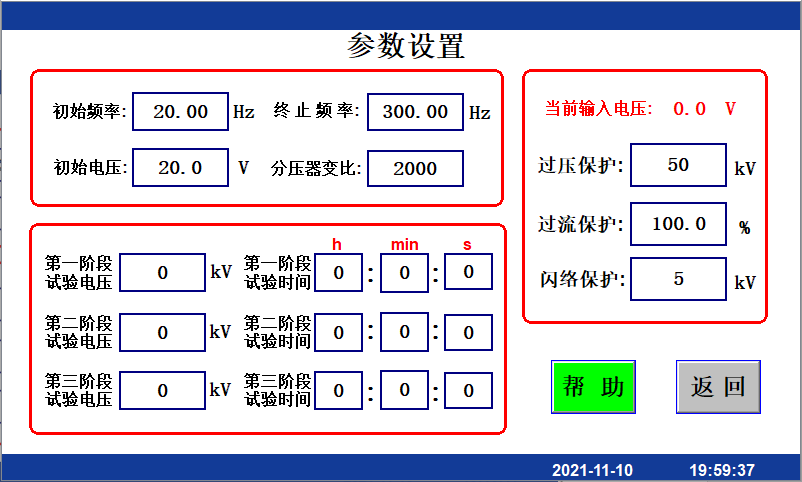 参数设置
初始频率: 20.00 Hz 终止频率: 300.00 Hz
初始电压: 20.0 V 分压器变比: 2000
当前输入电压: 0.0 V
过压保护: 50 kV
过流保护: 100.0 %
闪络保护: 5 kV
h min s
第一阶段试验电压 0 kV 第一阶段试验时间 0 : 0 : 0
第二阶段试验电压 0 kV 第二阶段试验时间 0 : 0 : 0
第三阶段试验电压 0 kV 第三阶段试验时间 0 : 0 : 0
帮 助 返 回
2021-11-10 19:59:37